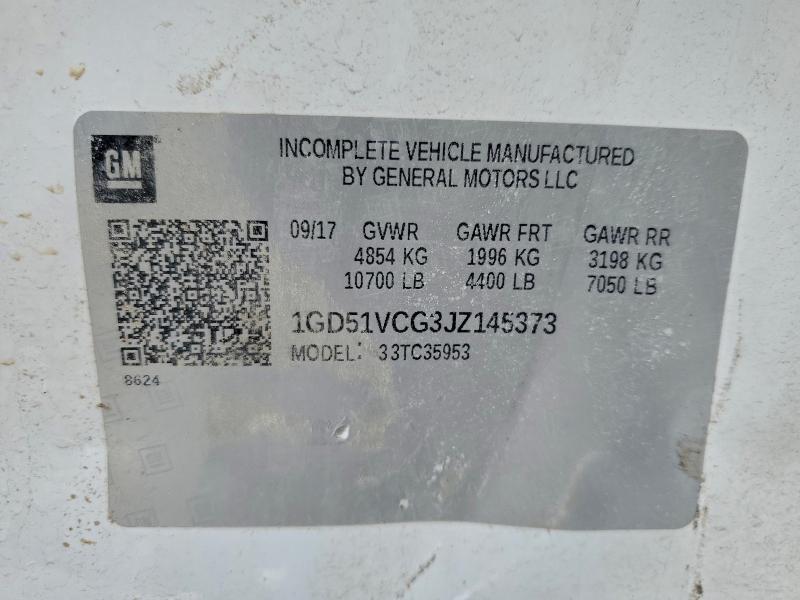 GM
INCOMPLETE VEHICLE MANUFACTURED
BY GENERAL MOTORS LLC
09/17 GVWR GAWR FRT GAWR RR
4854 KG 1996 KG 3198 KG
10700 LB 4400 LB 7050 LB
1GD51VCG3JZ145373
MODEL: 33TC35953
8624